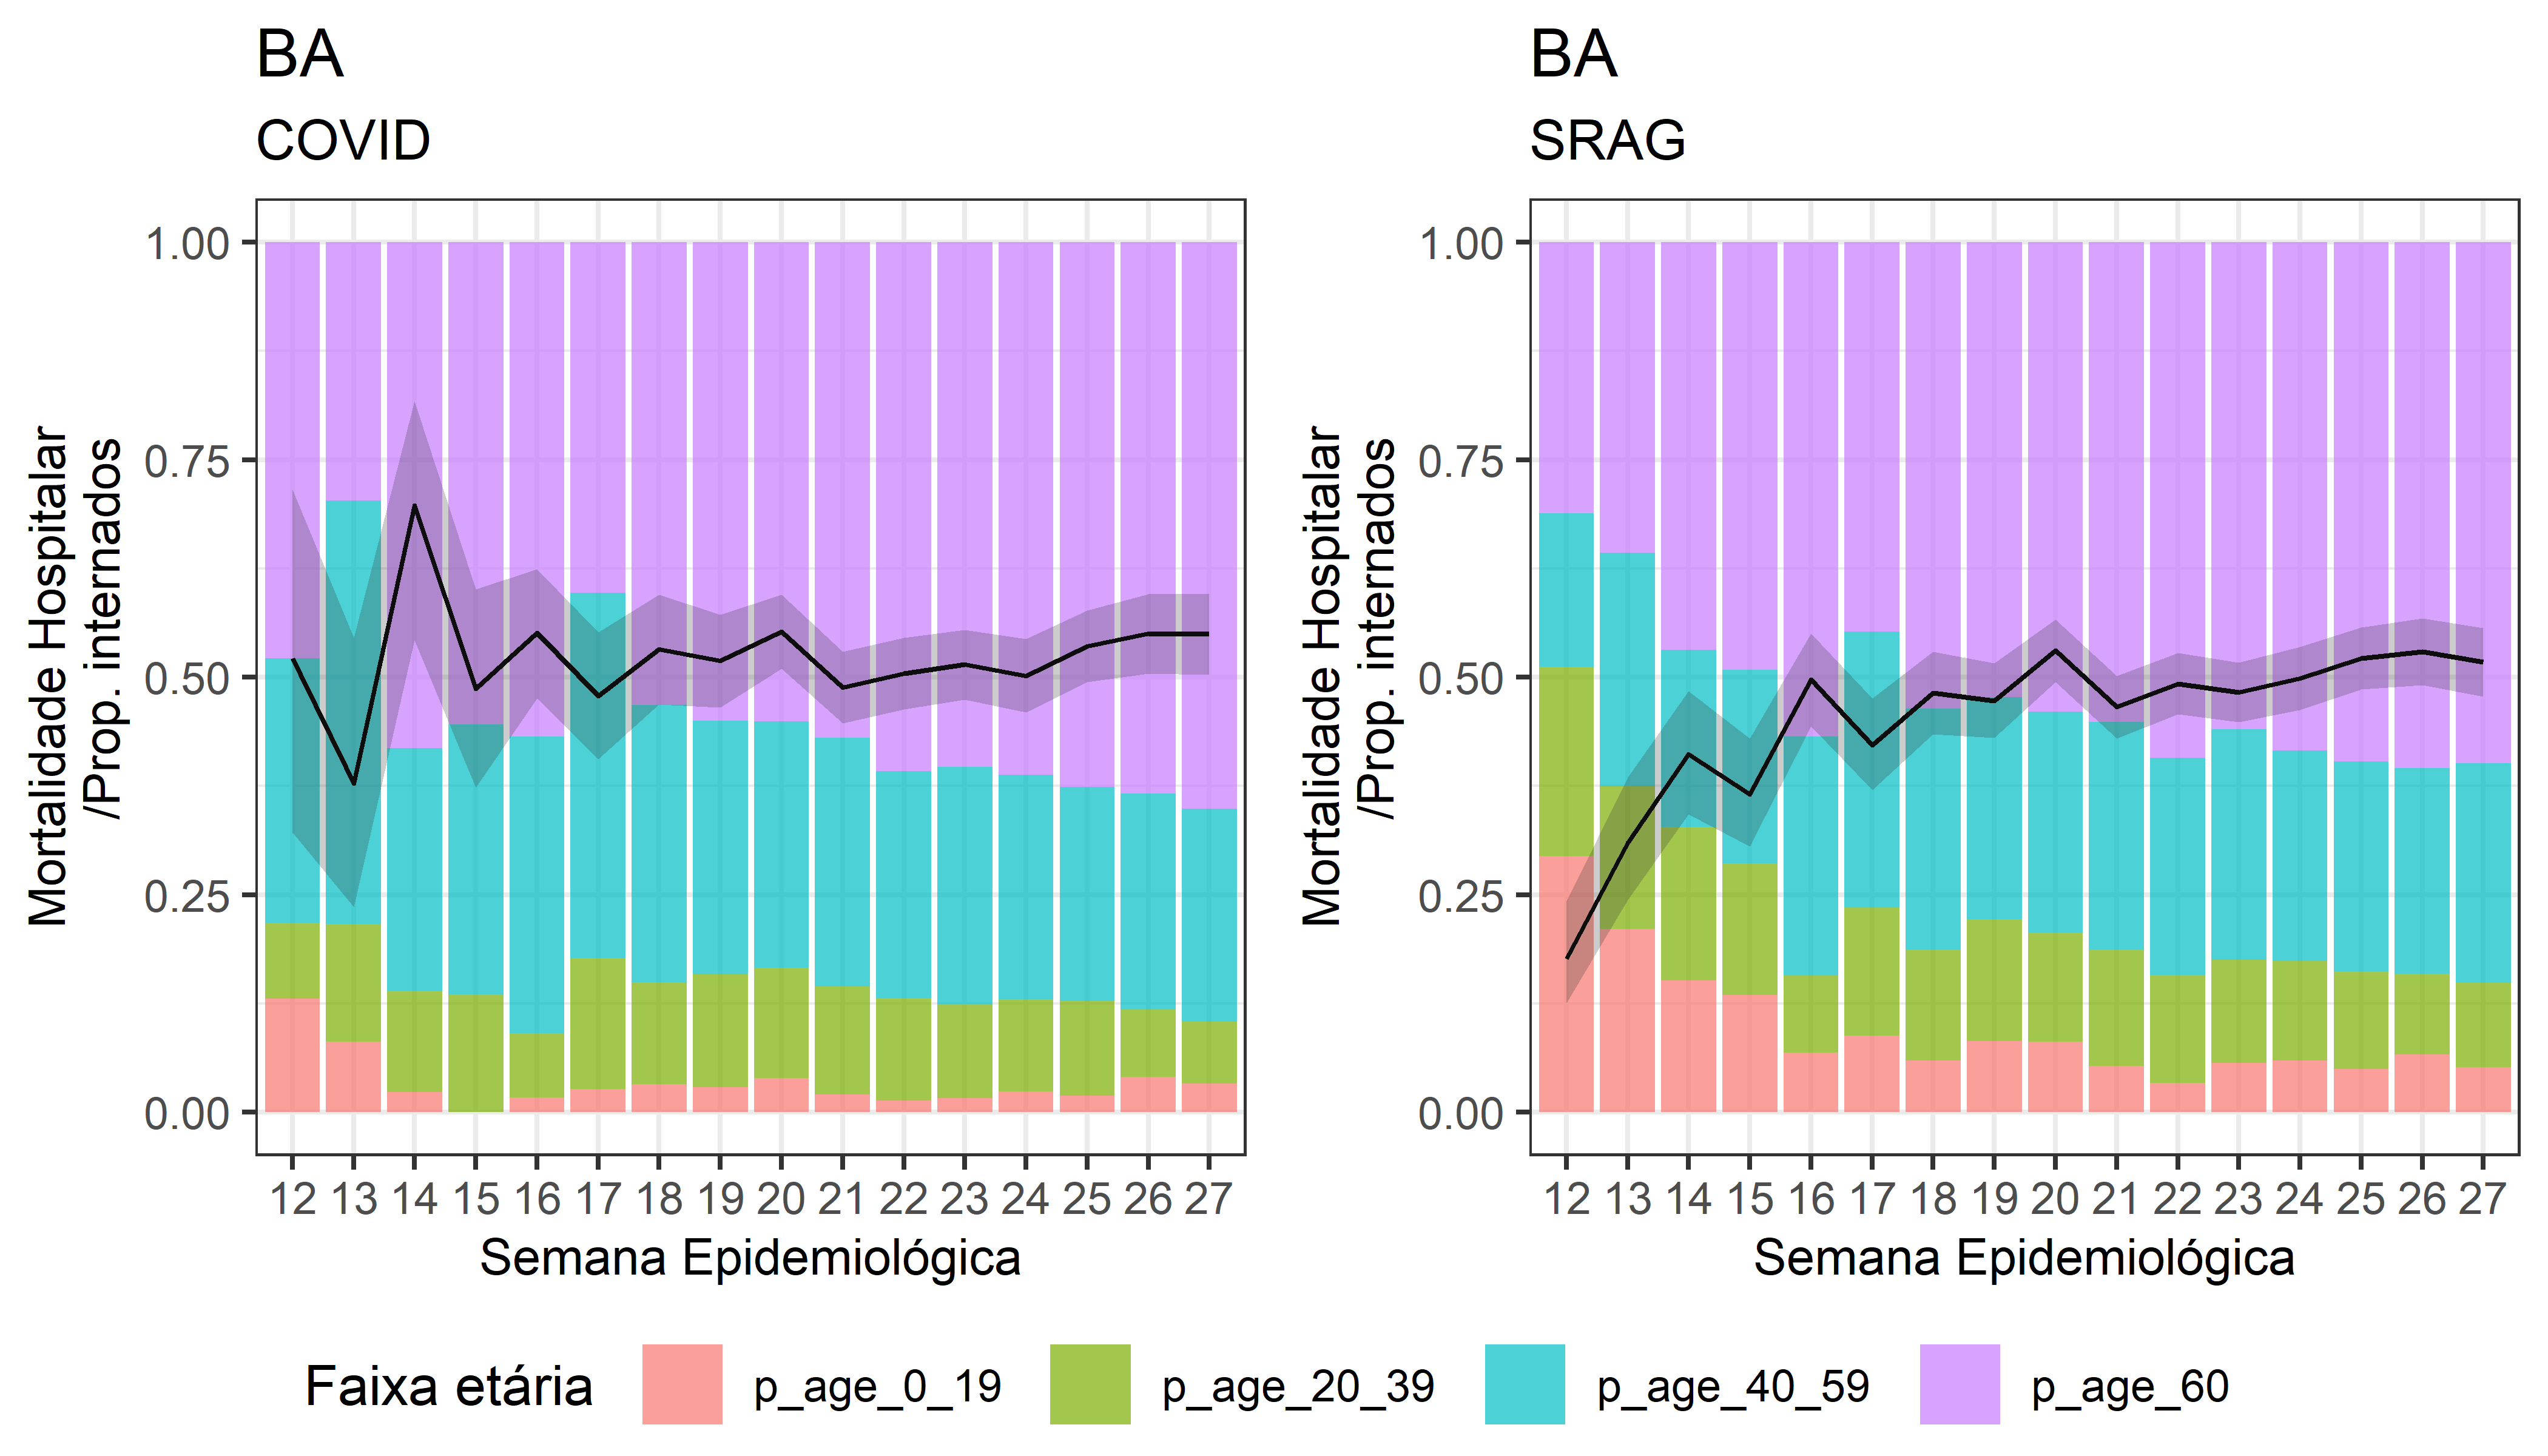 BA
COVID
Mortalidade Hospitalar
/Prop. internados
1.00
0.75
0.50
0.25
0.00
12 13 14 15 16 17 18 19 20 21 22 23 24 25 26 27
Semana Epidemiológica
BA
SRAG
Mortalidade Hospitalar
/Prop. internados
1.00
0.75
0.50
0.25
0.00
12 13 14 15 16 17 18 19 20 21 22 23 24 25 26 27
Semana Epidemiológica
Faixa etária p_age_0_19 p_age_20_39 p_age_40_59 p_age_60